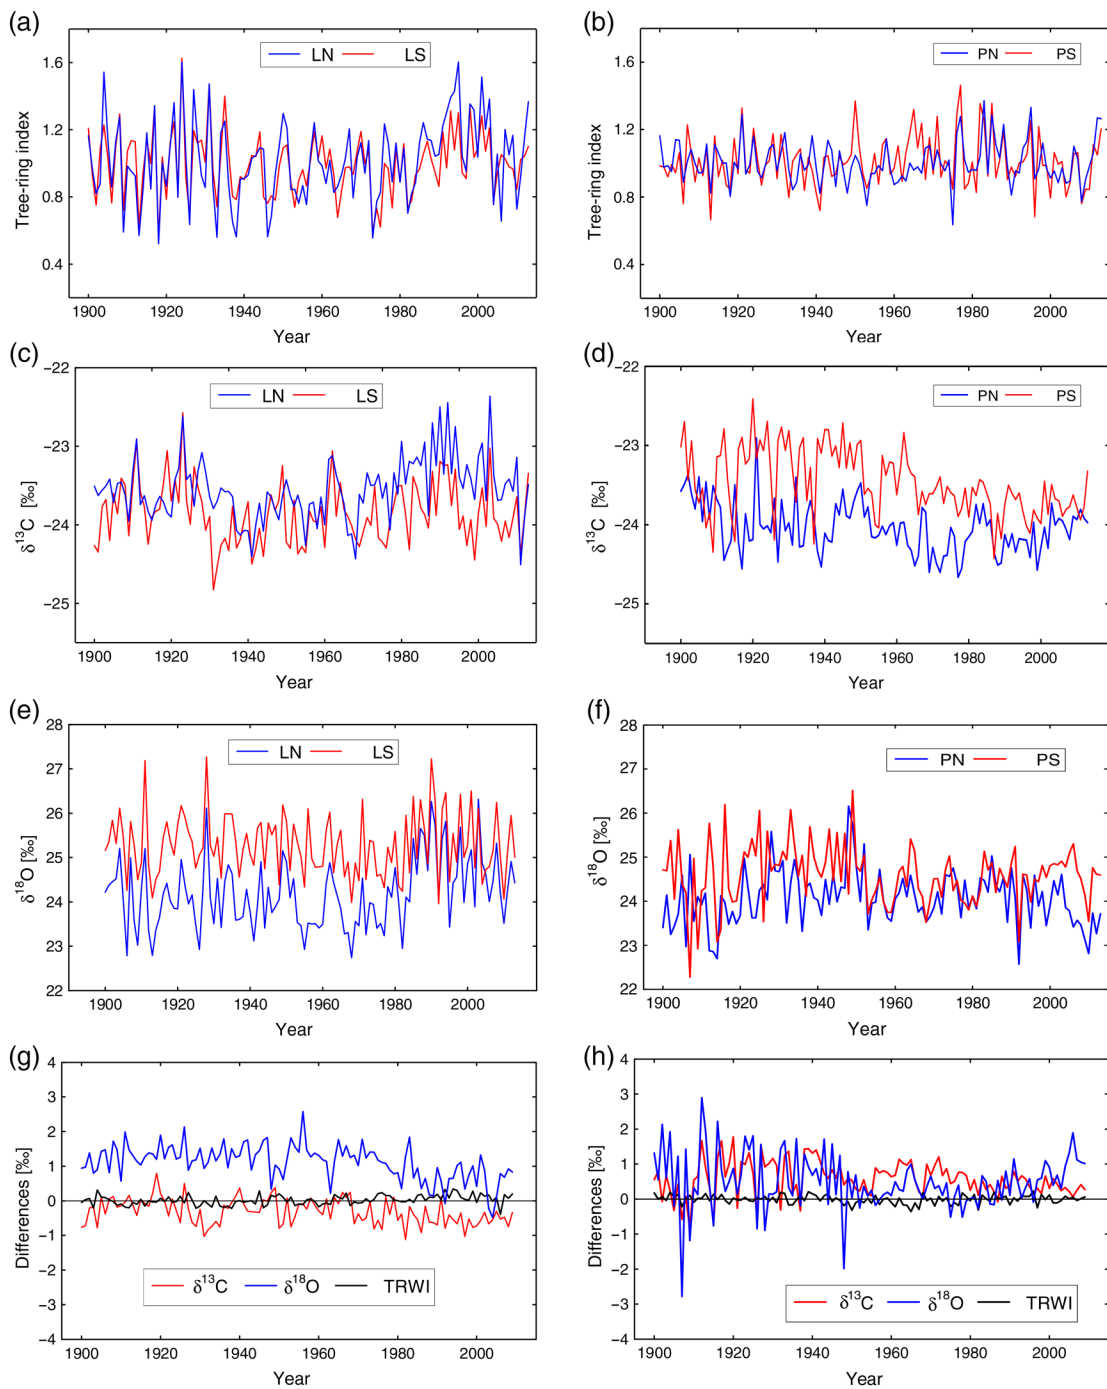 (a)
LN LS
Tree-ring index
1.6
1.2
0.8
0.4
1900 1920 1940 1960 1980 2000
Year
(b)
PN PS
Tree-ring index
1.6
1.2
0.8
0.4
1900 1920 1940 1960 1980 2000
Year
(c)
LN LS
δ¹³C [‰]
−22
−23
−24
−25
1900 1920 1940 1960 1980 2000
Year
(d)
PN PS
δ¹³C [‰]
−22
−23
−24
−25
1900 1920 1940 1960 1980 2000
Year
(e)
LN LS
δ¹⁸O [‰]
28
27
26
25
24
23
22
1900 1920 1940 1960 1980 2000
Year
(f)
PN PS
δ¹⁸O [‰]
28
27
26
25
24
23
22
1900 1920 1940 1960 1980 2000
Year
(g)
Differences [‰]
4
3
2
1
0
−1
−2
−3
−4
δ¹³C δ¹⁸O TRWI
1900 1920 1940 1960 1980 2000
Year
(h)
Differences [‰]
4
3
2
1
0
−1
−2
−3
−4
δ¹³C δ¹⁸O TRWI
1900 1920 1940 1960 1980 2000
Year